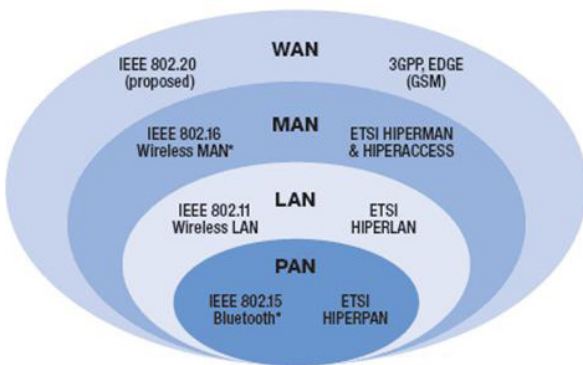 WAN
IEEE 802.20
(proposed)
3GPP, EDGE
(GSM)
MAN
IEEE 802.16
Wireless MAN*
ETSI HIPERMAN
& HIPERACCESS
LAN
IEEE 802.11
Wireless LAN
ETSI
HIPERLAN
PAN
IEEE 802.15
Bluetooth*
ETSI
HIPERPAN